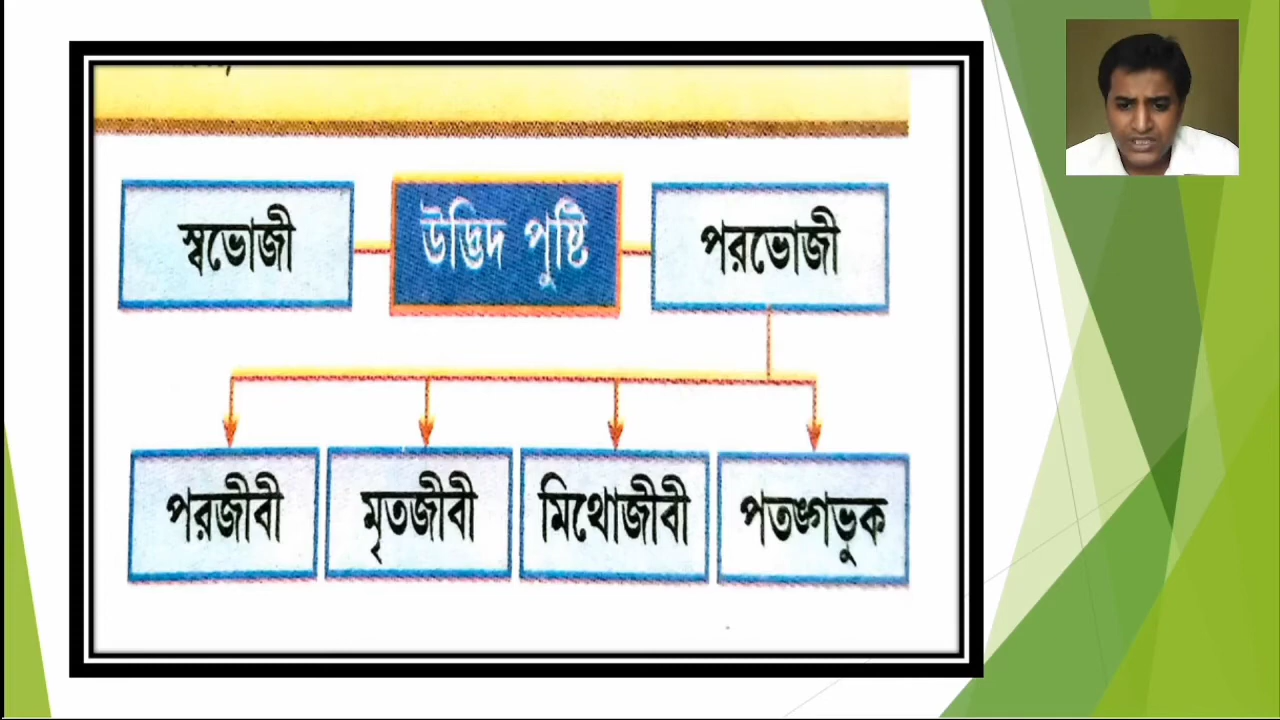 স্বভোজী উদ্ভিদ পুষ্টি পরভোজী
পরজীবী মৃতজীবী মিথোজীবী পতঙ্গভুক